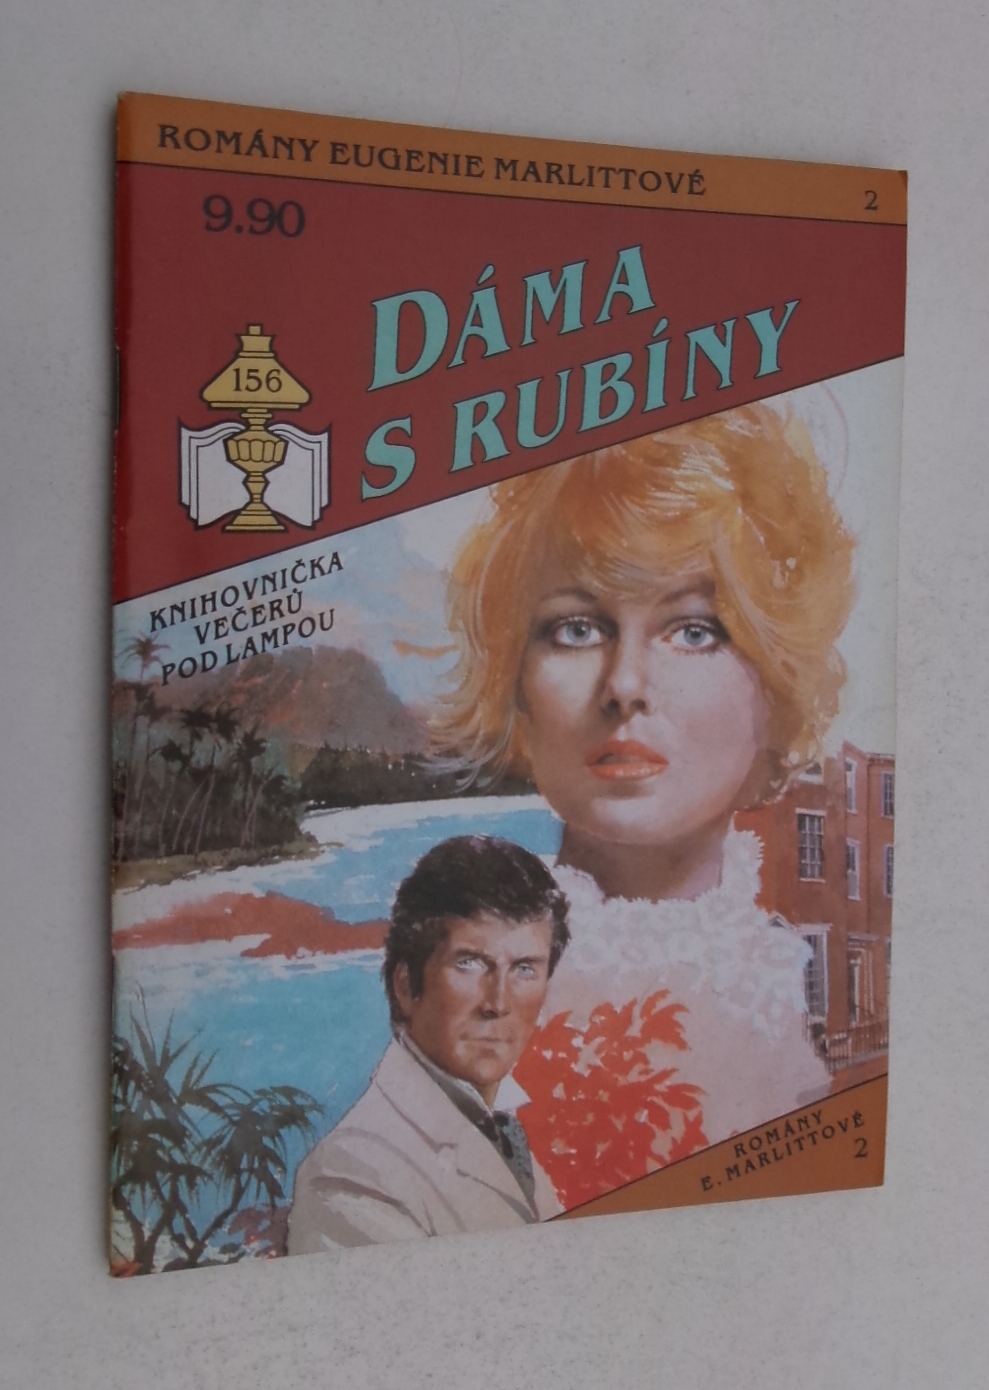 ROMÁNY EUGENIE MARLITTOVÉ 2
9.90
DÁMA
S RUBÍNY
156
KNIHOVNIČKA
VEČERŮ
POD LAMPOU
ROMÁNY
E. MARLITTOVÉ
2